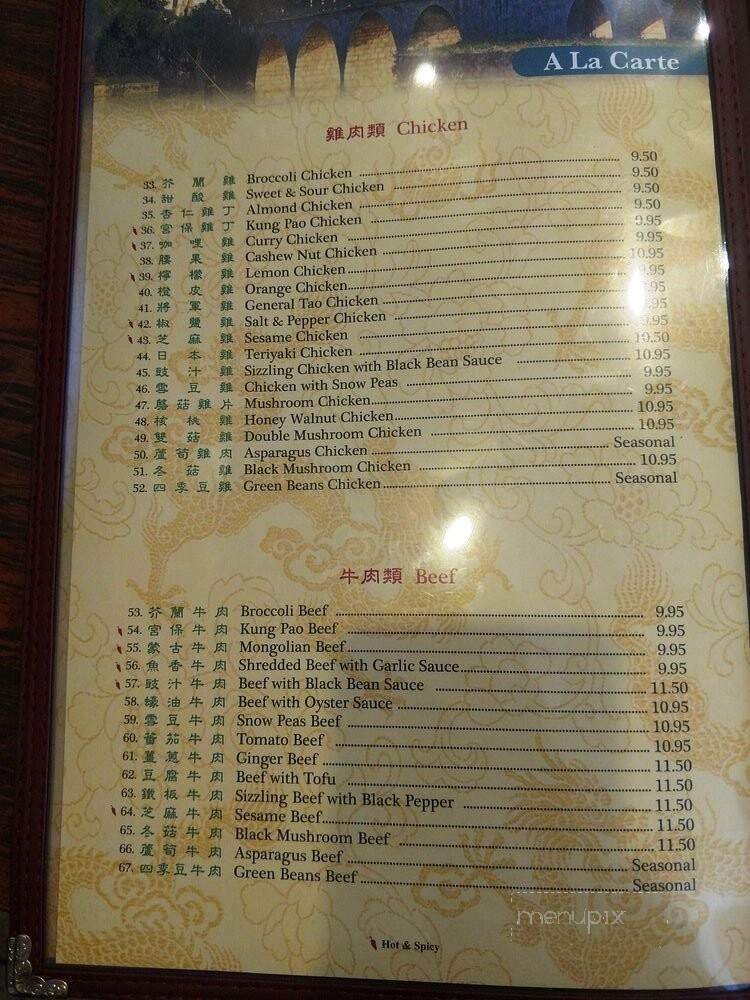 A La Carte
雞肉類 Chicken
33. 芥蘭雞 Broccoli Chicken 9.50
34. 甜酸雞 Sweet & Sour Chicken 9.50
35. 杏仁雞丁 Almond Chicken 9.50
36. 宮保雞丁 Kung Pao Chicken 9.50
37. 咖哩雞 Curry Chicken 9.95
38. 腰果雞 Cashew Nut Chicken 9.95
39. 檸檬雞 Lemon Chicken 10.95
40. 橙皮雞 Orange Chicken 9.95
41. 將軍雞 General Tao Chicken
42. 椒鹽雞 Salt & Pepper Chicken
43. 芝麻雞 Sesame Chicken 9.95
44. 日本雞 Teriyaki Chicken 10.50
45. 豉汁雞 Sizzling Chicken with Black Bean Sauce 10.95
46. 雪豆雞 Chicken with Snow Peas 9.95
47. 蘑菇雞片 Mushroom Chicken 9.95
48. 核桃雞 Honey Walnut Chicken 10.95
49. 雙菇雞 Double Mushroom Chicken 10.95
50. 蘆筍雞肉 Asparagus Chicken Seasonal
51. 冬菇雞 Black Mushroom Chicken 10.95
52. 四季豆雞 Green Beans Chicken Seasonal
牛肉類 Beef
53. 芥蘭牛肉 Broccoli Beef 9.95
54. 宮保牛肉 Kung Pao Beef 9.95
55. 蒙古牛肉 Mongolian Beef 9.95
56. 魚香牛肉 Shredded Beef with Garlic Sauce 9.95
57. 豉汁牛肉 Beef with Black Bean Sauce 11.50
58. 蠔油牛肉 Beef with Oyster Sauce 10.95
59. 雪豆牛肉 Snow Peas Beef 10.95
60. 蕃茄牛肉 Tomato Beef 10.95
61. 薑蔥牛肉 Ginger Beef 11.50
62. 豆腐牛肉 Beef with Tofu 11.50
63. 鐵板牛肉 Sizzling Beef with Black Pepper 11.50
64. 芝麻牛肉 Sesame Beef 11.50
65. 冬菇牛肉 Black Mushroom Beef 11.50
66. 蘆筍牛肉 Asparagus Beef Seasonal
67. 四季豆牛肉 Green Beans Beef Seasonal
menupix
Hot & Spicy